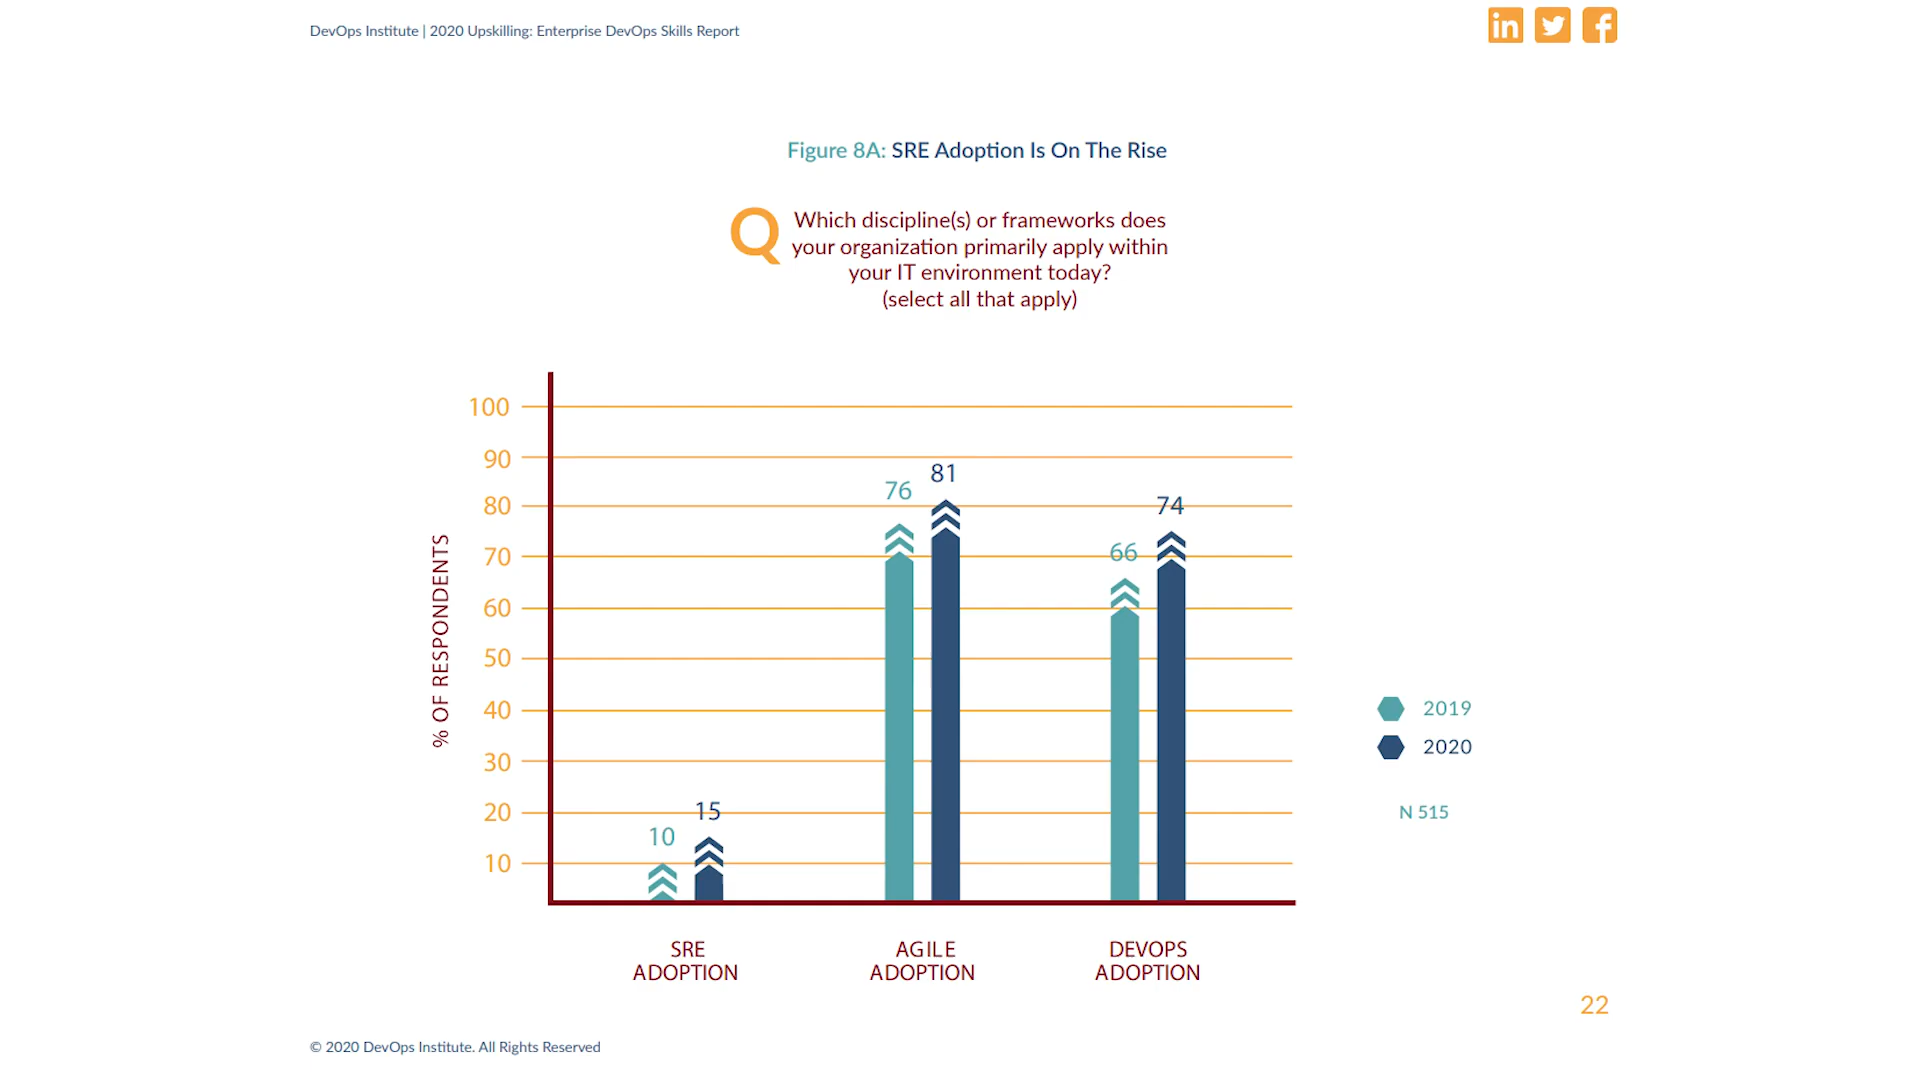 DevOps Institute | 2020 Upskilling: Enterprise DevOps Skills Report
in
f
Figure 8A: SRE Adoption Is On The Rise
Q
Which discipline(s) or frameworks does
your organization primarily apply within
your IT environment today?
(select all that apply)
% OF RESPONDENTS
100
90
80
70
60
50
40
30
20
10
10
15
76
81
66
74
SRE
ADOPTION
AGILE
ADOPTION
DEVOPS
ADOPTION
2019
2020
N 515
22
© 2020 DevOps Institute. All Rights Reserved